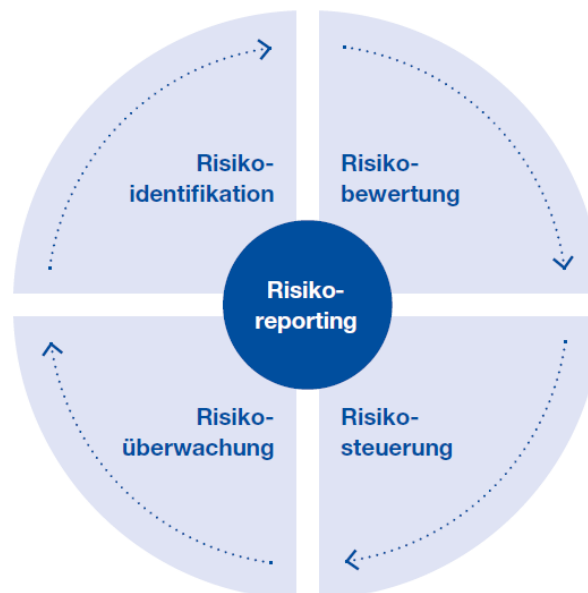 Risiko-
identifikation
Risiko-
bewertung
Risiko-
reporting
Risiko-
überwachung
Risiko-
steuerung